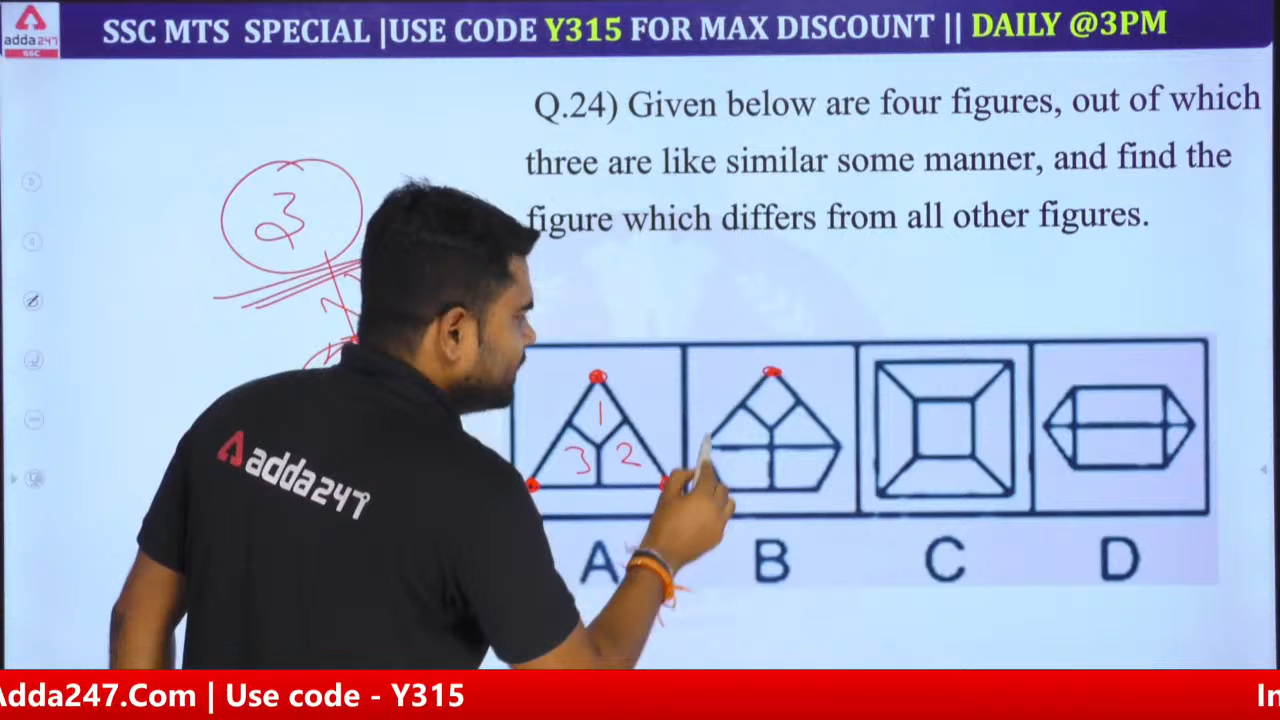 adda247
SSC
SSC MTS SPECIAL |USE CODE Y315 FOR MAX DISCOUNT || DAILY @3PM
Q.24) Given below are four figures, out of which
three are like similar some manner, and find the
figure which differs from all other figures.
3
1
3 2
adda247
A B C D
Adda247.Com | Use code - Y315
In